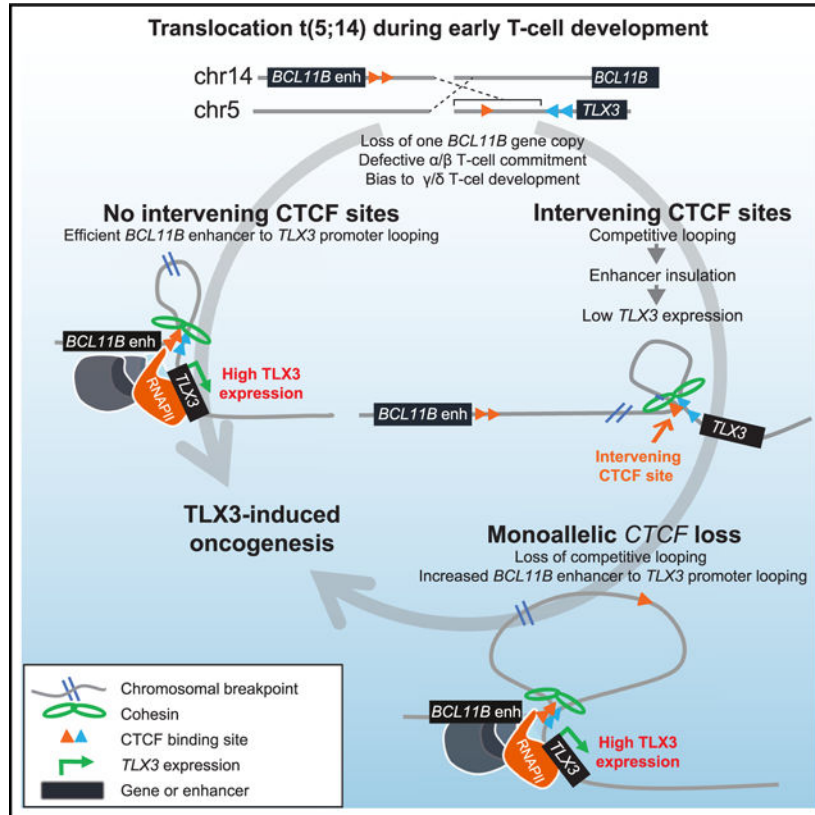 Translocation t(5;14) during early T-cell development
chr14 BCL11B enh BCL11B
chr5 TLX3
Loss of one BCL11B gene copy
Defective α/β T-cell commitment
Bias to γ/δ T-cel development
No intervening CTCF sites
Efficient BCL11B enhancer to TLX3 promoter looping
BCL11B enh
RNAPII
TLX3
High TLX3
expression
Intervening CTCF sites
Competitive looping
Enhancer insulation
Low TLX3 expression
BCL11B enh
TLX3
Intervening
CTCF site
TLX3-induced
oncogenesis
Monoallelic CTCF loss
Loss of competitive looping
Increased BCL11B enhancer to TLX3 promoter looping
BCL11B enh
RNAPII
TLX3
High TLX3
expression
Chromosomal breakpoint
Cohesin
CTCF binding site
TLX3 expression
Gene or enhancer